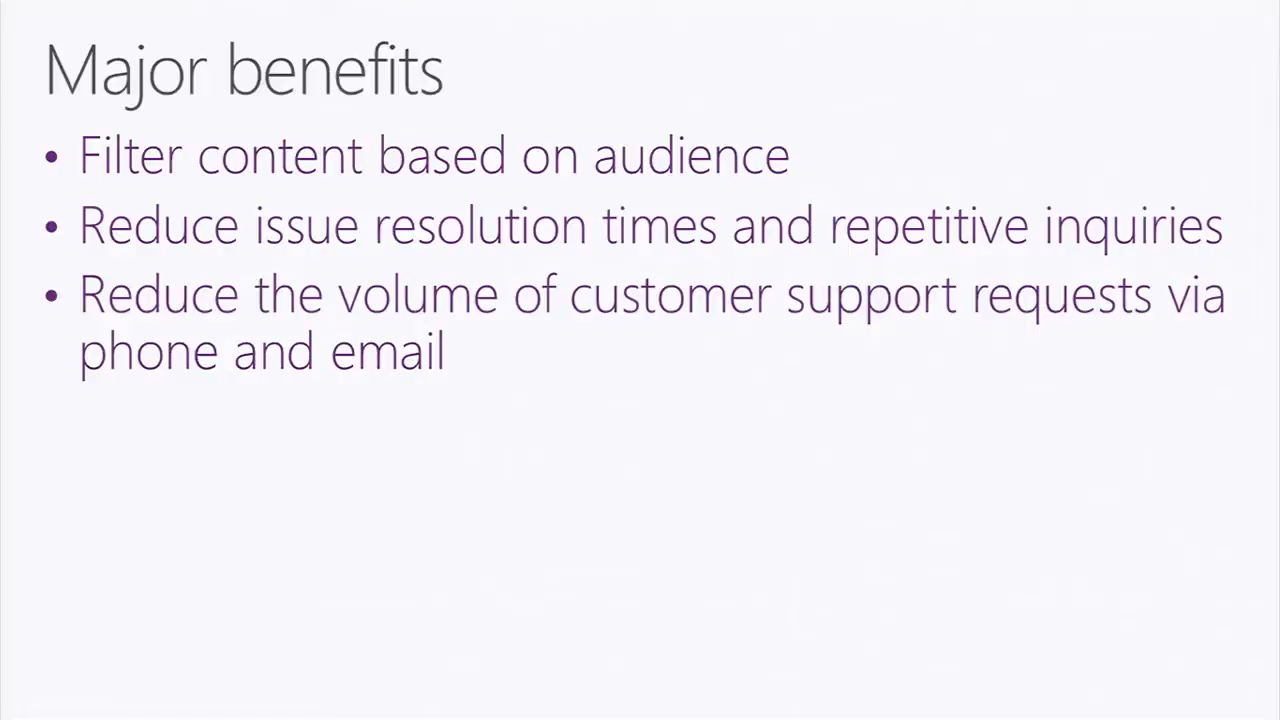 Major benefits
• Filter content based on audience
• Reduce issue resolution times and repetitive inquiries
• Reduce the volume of customer support requests via
phone and email